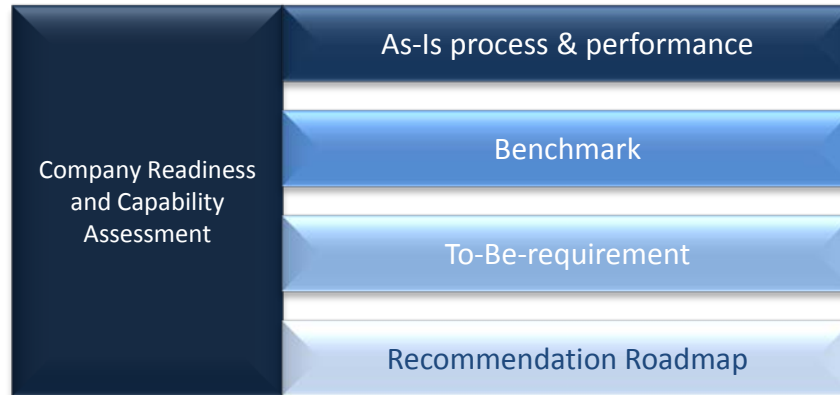 Company Readiness
and Capability
Assessment
As-Is process & performance
Benchmark
To-Be-requirement
Recommendation Roadmap